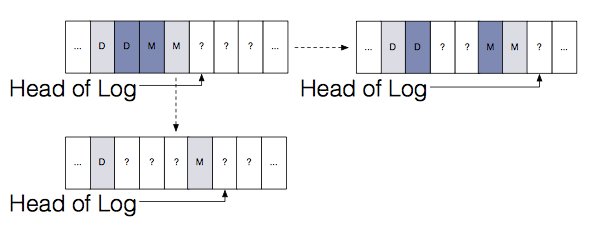 ... D D M M ? ? ? ...
Head of Log
... D D ? ? M M ? ...
Head of Log
... D ? ? ? M ? ? ...
Head of Log